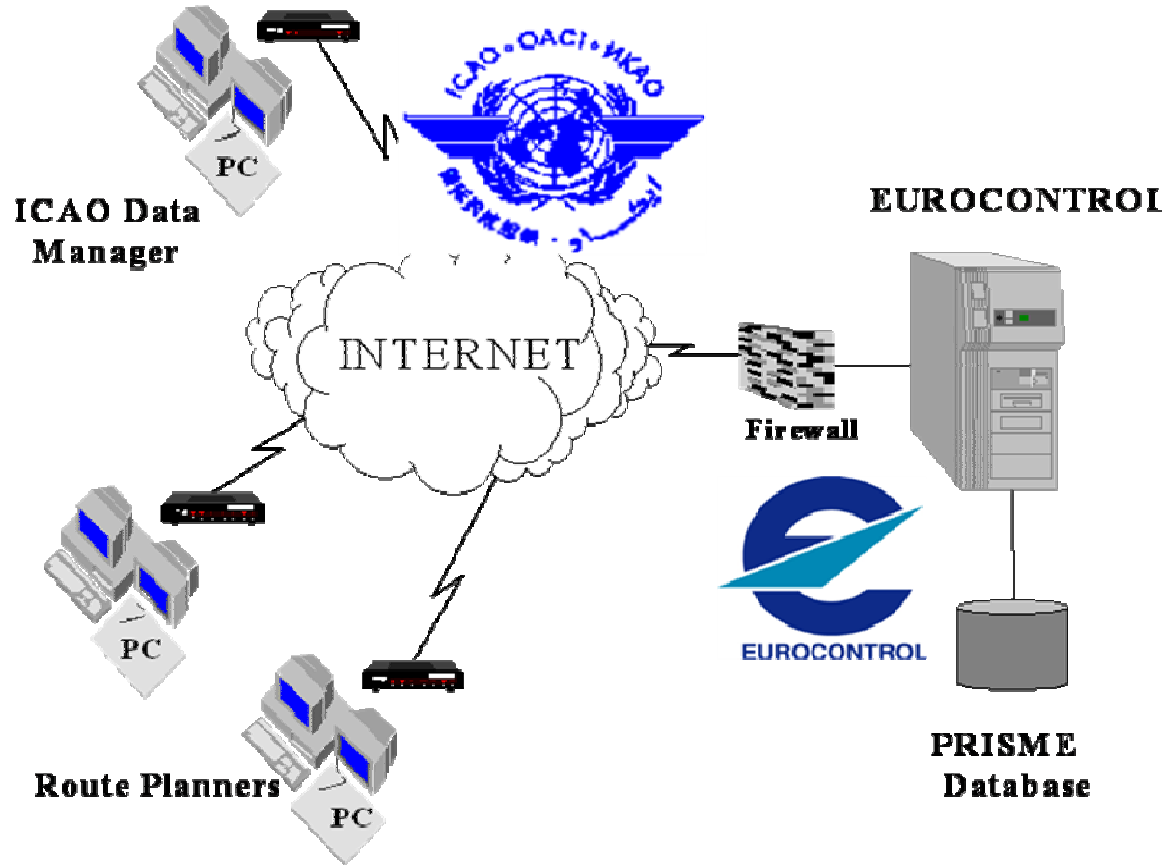 ICAO · OACI · ИКАО
PC
ICAO Data
Manager
EUROCONTROL
INTERNET
Firewall
PC
EUROCONTROL
PC
Route Planners
PRISME
Database